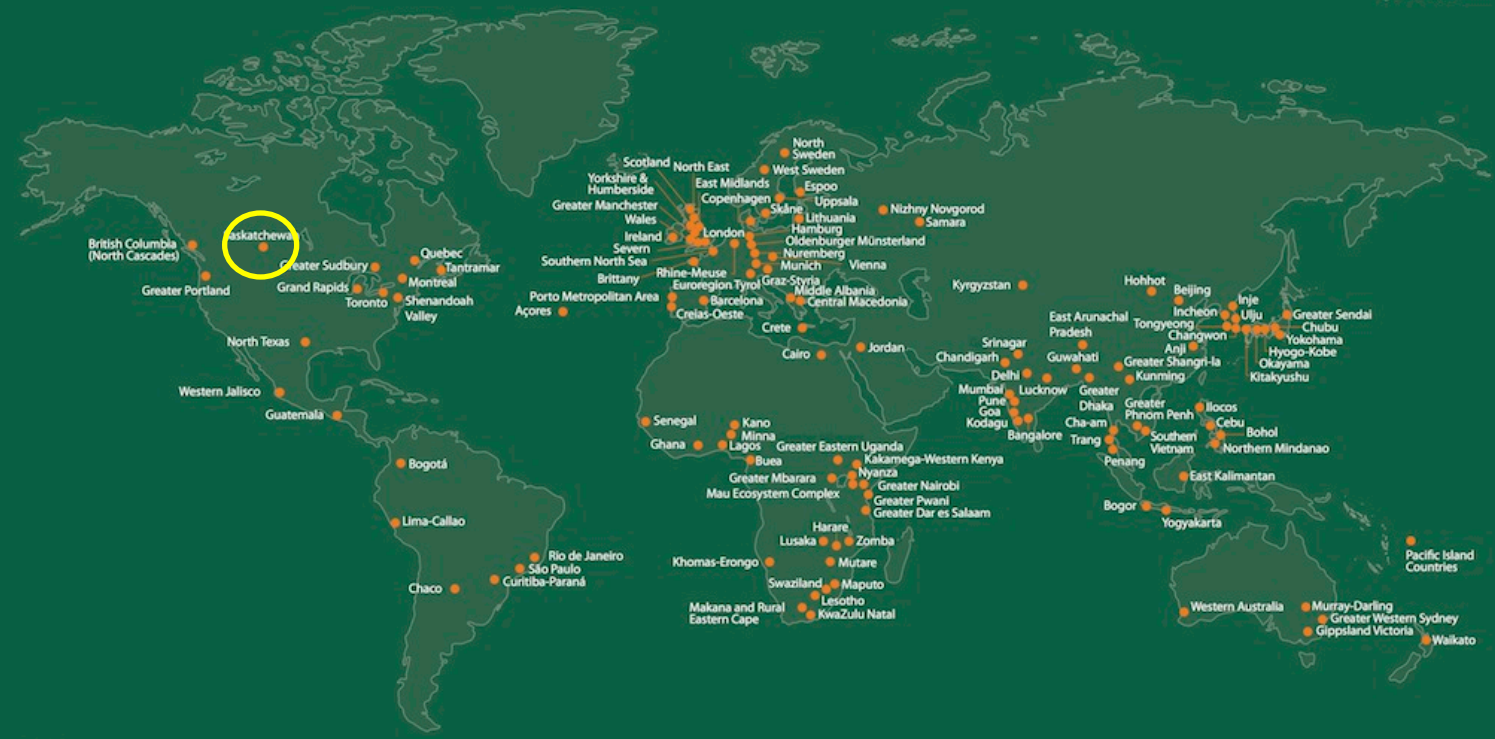 North
Sweden
West Sweden
Scotland
North East
Yorkshire &
Humberside
East Midlands
Espoo
Copenhagen
Uppsala
Greater Manchester
Skåne
Nizhny Novgorod
Wales
Lithuania
Samara
Ireland
London
Hamburg
Severn
Oldenburger Münsterland
Southern North Sea
Nuremberg
Brittany
Rhine-Meuse
Munich
Vienna
Euroregion Tyrol
Graz-Styria
Porto Metropolitan Area
Barcelona
Middle Albania
Central Macedonia
Açores
Creias-Oeste
Crete
Cairo
Jordan
Saskatchewan
British Columbia
(North Cascades)
Quebec
Greater Sudbury
Tantramar
Montreal
Grand Rapids
Greater Portland
Toronto
Shenandoah
Valley
North Texas
Western Jalisco
Guatemala
Bogotá
Lima-Callao
Rio de Janeiro
São Paulo
Curitiba-Paraná
Chaco
Senegal
Kano
Minna
Ghana
Lagos
Buea
Greater Eastern Uganda
Kakamega-Western Kenya
Nyanza
Greater Mbarara
Greater Nairobi
Mau Ecosystem Complex
Greater Pwani
Greater Dar es Salaam
Harare
Lusaka
Zomba
Khomas-Erongo
Mutare
Swaziland
Maputo
Lesotho
Makana and Rural
Eastern Cape
KwaZulu Natal
Kyrgyzstan
Hohhot
Beijing
Inje
Incheon
Ulju
Greater Sendai
East Arunachal
Pradesh
Tongyeong
Chubu
Changwon
Yokohoma
Srinagar
Anji
Hyogo-Kobe
Chandigarh
Guwahati
Greater Shangri-la
Okayama
Delhi
Kunming
Kitakyushu
Mumbai
Lucknow
Greater
Dhaka
Pune
Goa
Greater
Phnom Penh
Ilocos
Kodagu
Cha-am
Cebu
Bangalore
Trang
Southern
Vietnam
Bohol
Northern Mindanao
Penang
East Kalimantan
Bogor
Yogyakarta
Pacific Island
Countries
Western Australia
Murray-Darling
Greater Western Sydney
Gippsland Victoria
Waikato